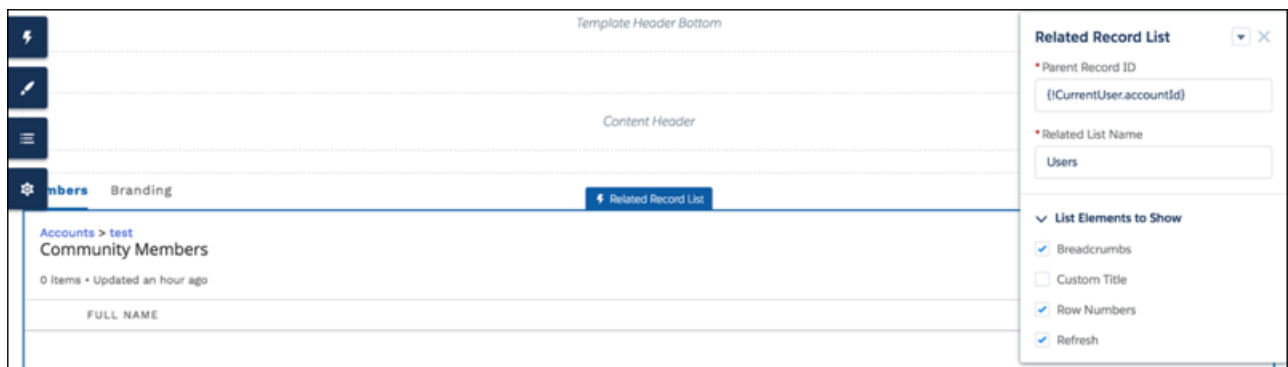 Template Header Bottom
Content Header
mbers Branding
Related Record List
Accounts > test
Community Members
0 items • Updated an hour ago
FULL NAME
Related Record List
*Parent Record ID
{!CurrentUser.accountId}
*Related List Name
Users
List Elements to Show
Breadcrumbs
Custom Title
Row Numbers
Refresh